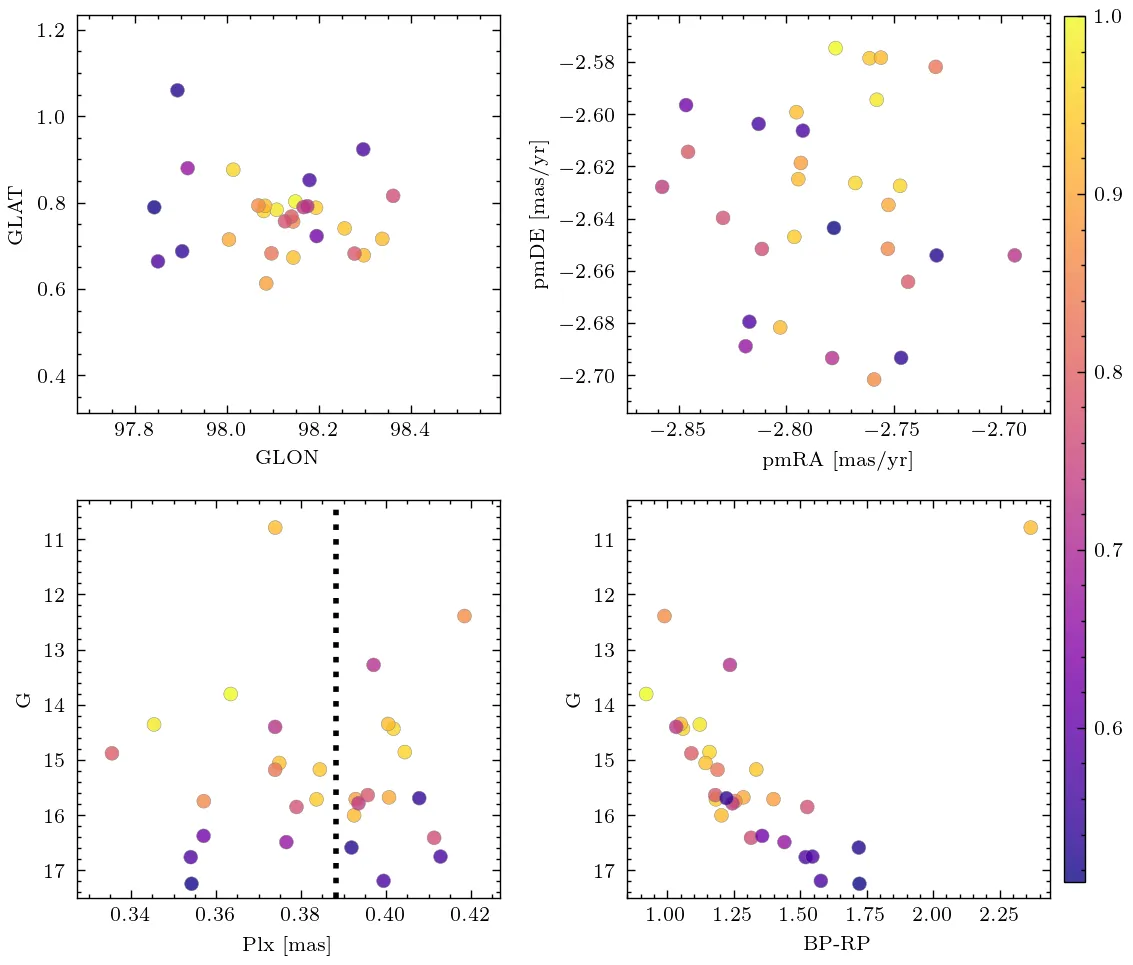 1.2
1.0
0.8
0.6
0.4
GLAT
97.8 98.0 98.2 98.4
GLON
−2.58
−2.60
−2.62
−2.64
−2.66
−2.68
−2.70
pmDE [mas/yr]
−2.85 −2.80 −2.75 −2.70
pmRA [mas/yr]
1.0
0.9
0.8
0.7
0.6
11
12
13
14
15
16
17
G
0.34 0.36 0.38 0.40 0.42
Plx [mas]
11
12
13
14
15
16
17
G
1.00 1.25 1.50 1.75 2.00 2.25
BP-RP